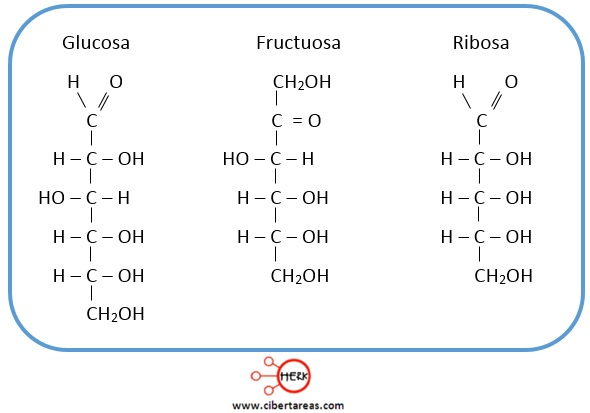 Glucosa Fructuosa Ribosa
H O CH₂OH H O
C C = O C
H – C – OH HO – C – H H – C – OH
HO – C – H H – C – OH H – C – OH
H – C – OH H – C – OH H – C – OH
H – C – OH CH₂OH CH₂OH
CH₂OH
HERK
www.cibertareas.com